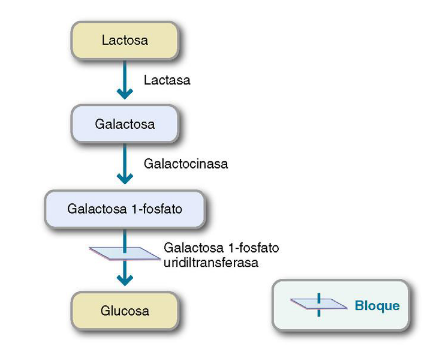 Lactosa
Lactasa
Galactosa
Galactocinasa
Galactosa 1-fosfato
Galactosa 1-fosfato
uridiltransferasa
Glucosa
Bloque